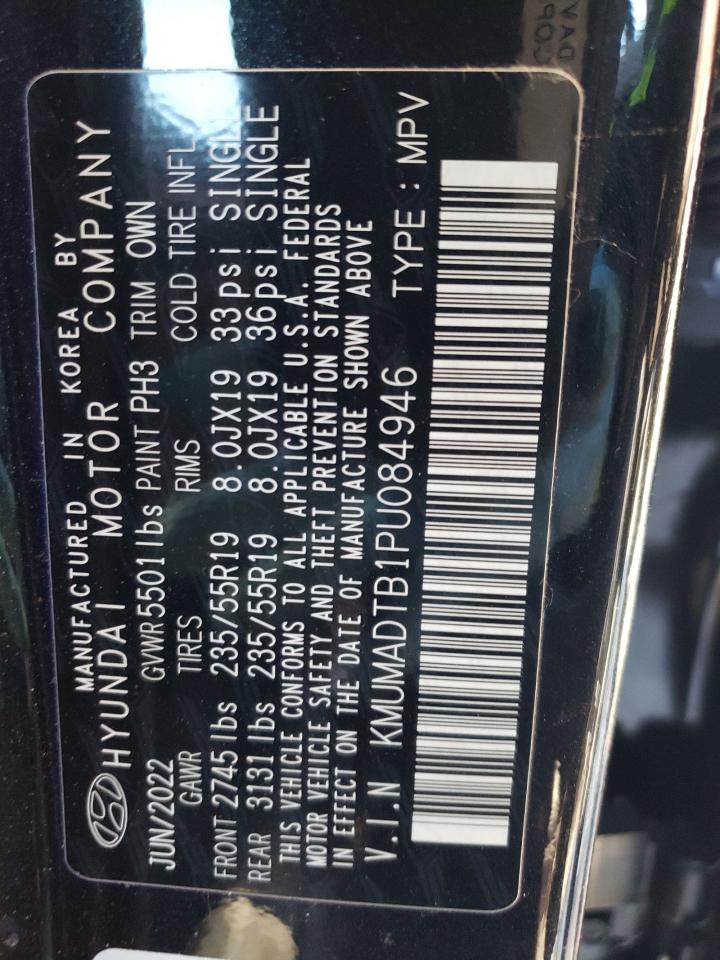 MANUFACTURED IN KOREA BY
HYUNDAI MOTOR COMPANY
JUN/2022 GVWR 5501 lbs PAINT PH3 TRIM OWN
GAWR TIRES RIMS COLD TIRE INFL
FRONT 2745 lbs 235/55R19 8.0JX19 33psi SINGLE
REAR 3131 lbs 235/55R19 8.0JX19 36psi SINGLE
THIS VEHICLE CONFORMS TO ALL APPLICABLE U.S.A. FEDERAL
MOTOR VEHICLE SAFETY AND THEFT PREVENTION STANDARDS
IN EFFECT ON THE DATE OF MANUFACTURE SHOWN ABOVE
V.I.N KMUMADTB1PU084946 TYPE : MPV